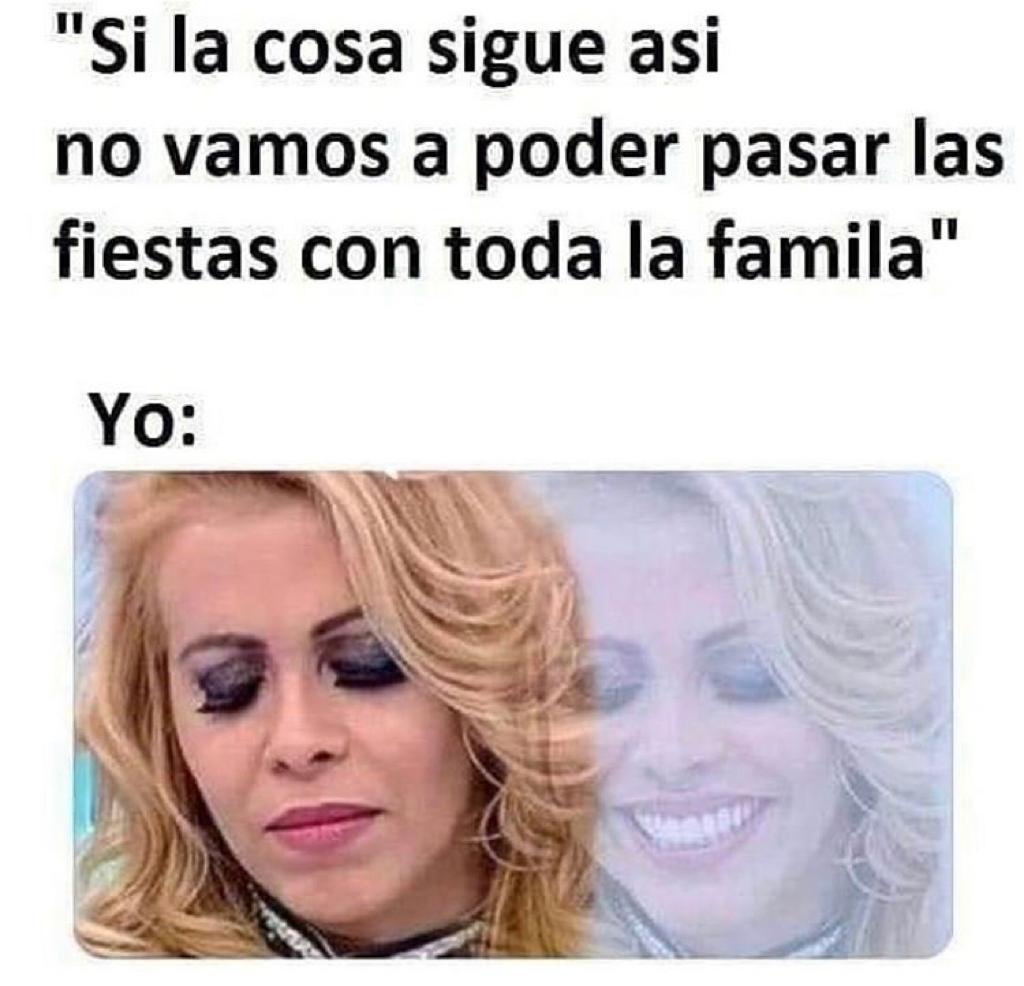 "Si la cosa sigue asi
no vamos a poder pasar las
fiestas con toda la famila"
Yo: